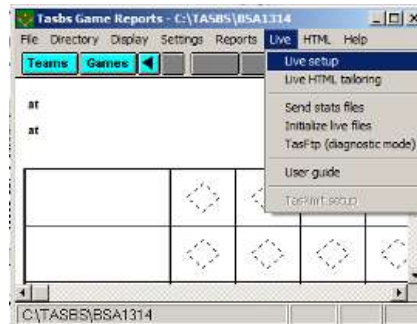 Tasbs Game Reports - C:\TASBS\BSA1314
File Directory Display Settings Reports Live HTML Help
Teams Games
Live setup
Live HTML tailoring
at
Send stats files
Initialize live files
at
TasFtp (diagnostic mode)
User guide
TasXmt setup
C:\TASBS\BSA1314